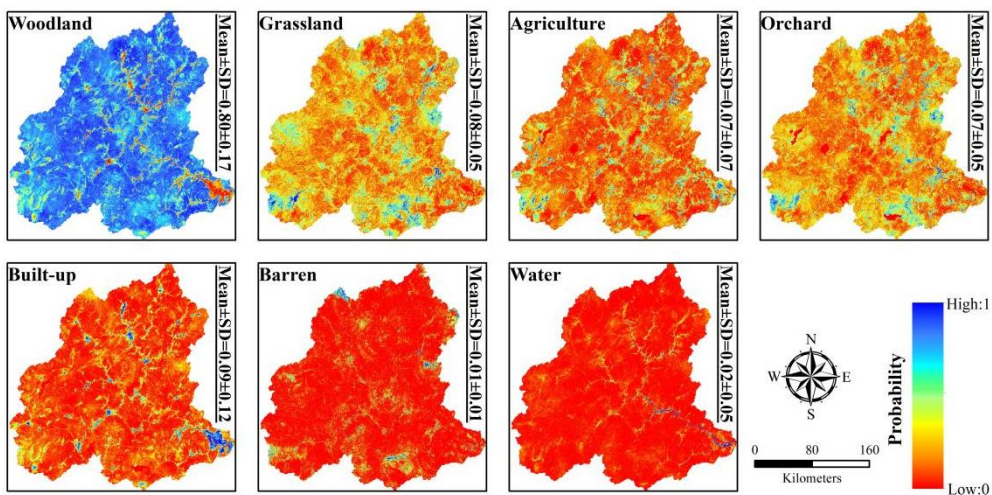 Woodland
Mean±SD=0.80±0.17
Grassland
Mean±SD=0.08±0.05
Agriculture
Mean±SD=0.07±0.07
Orchard
Mean±SD=0.07±0.05
Built-up
Mean±SD=0.09±0.12
Barren
Mean±SD=0.01±0.01
Water
Mean±SD=0.02±0.05
N
W E
S
0 80 160
Kilometers
Probability
High:1
Low:0